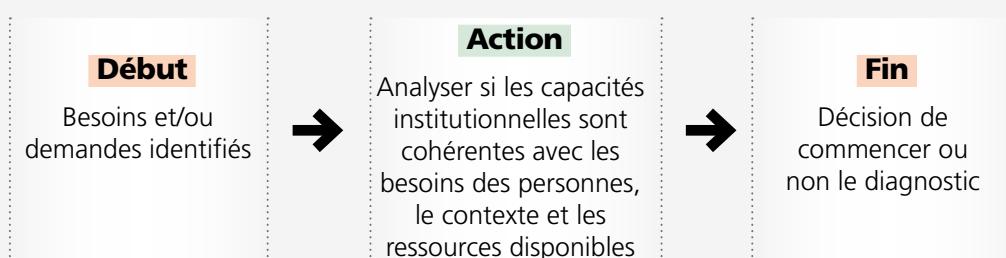 Début
Besoins et/ou
demandes identifiés
Action
Analyser si les capacités
institutionnelles sont
cohérentes avec les
besoins des personnes,
le contexte et les
ressources disponibles
Fin
Décision de
commencer ou
non le diagnostic